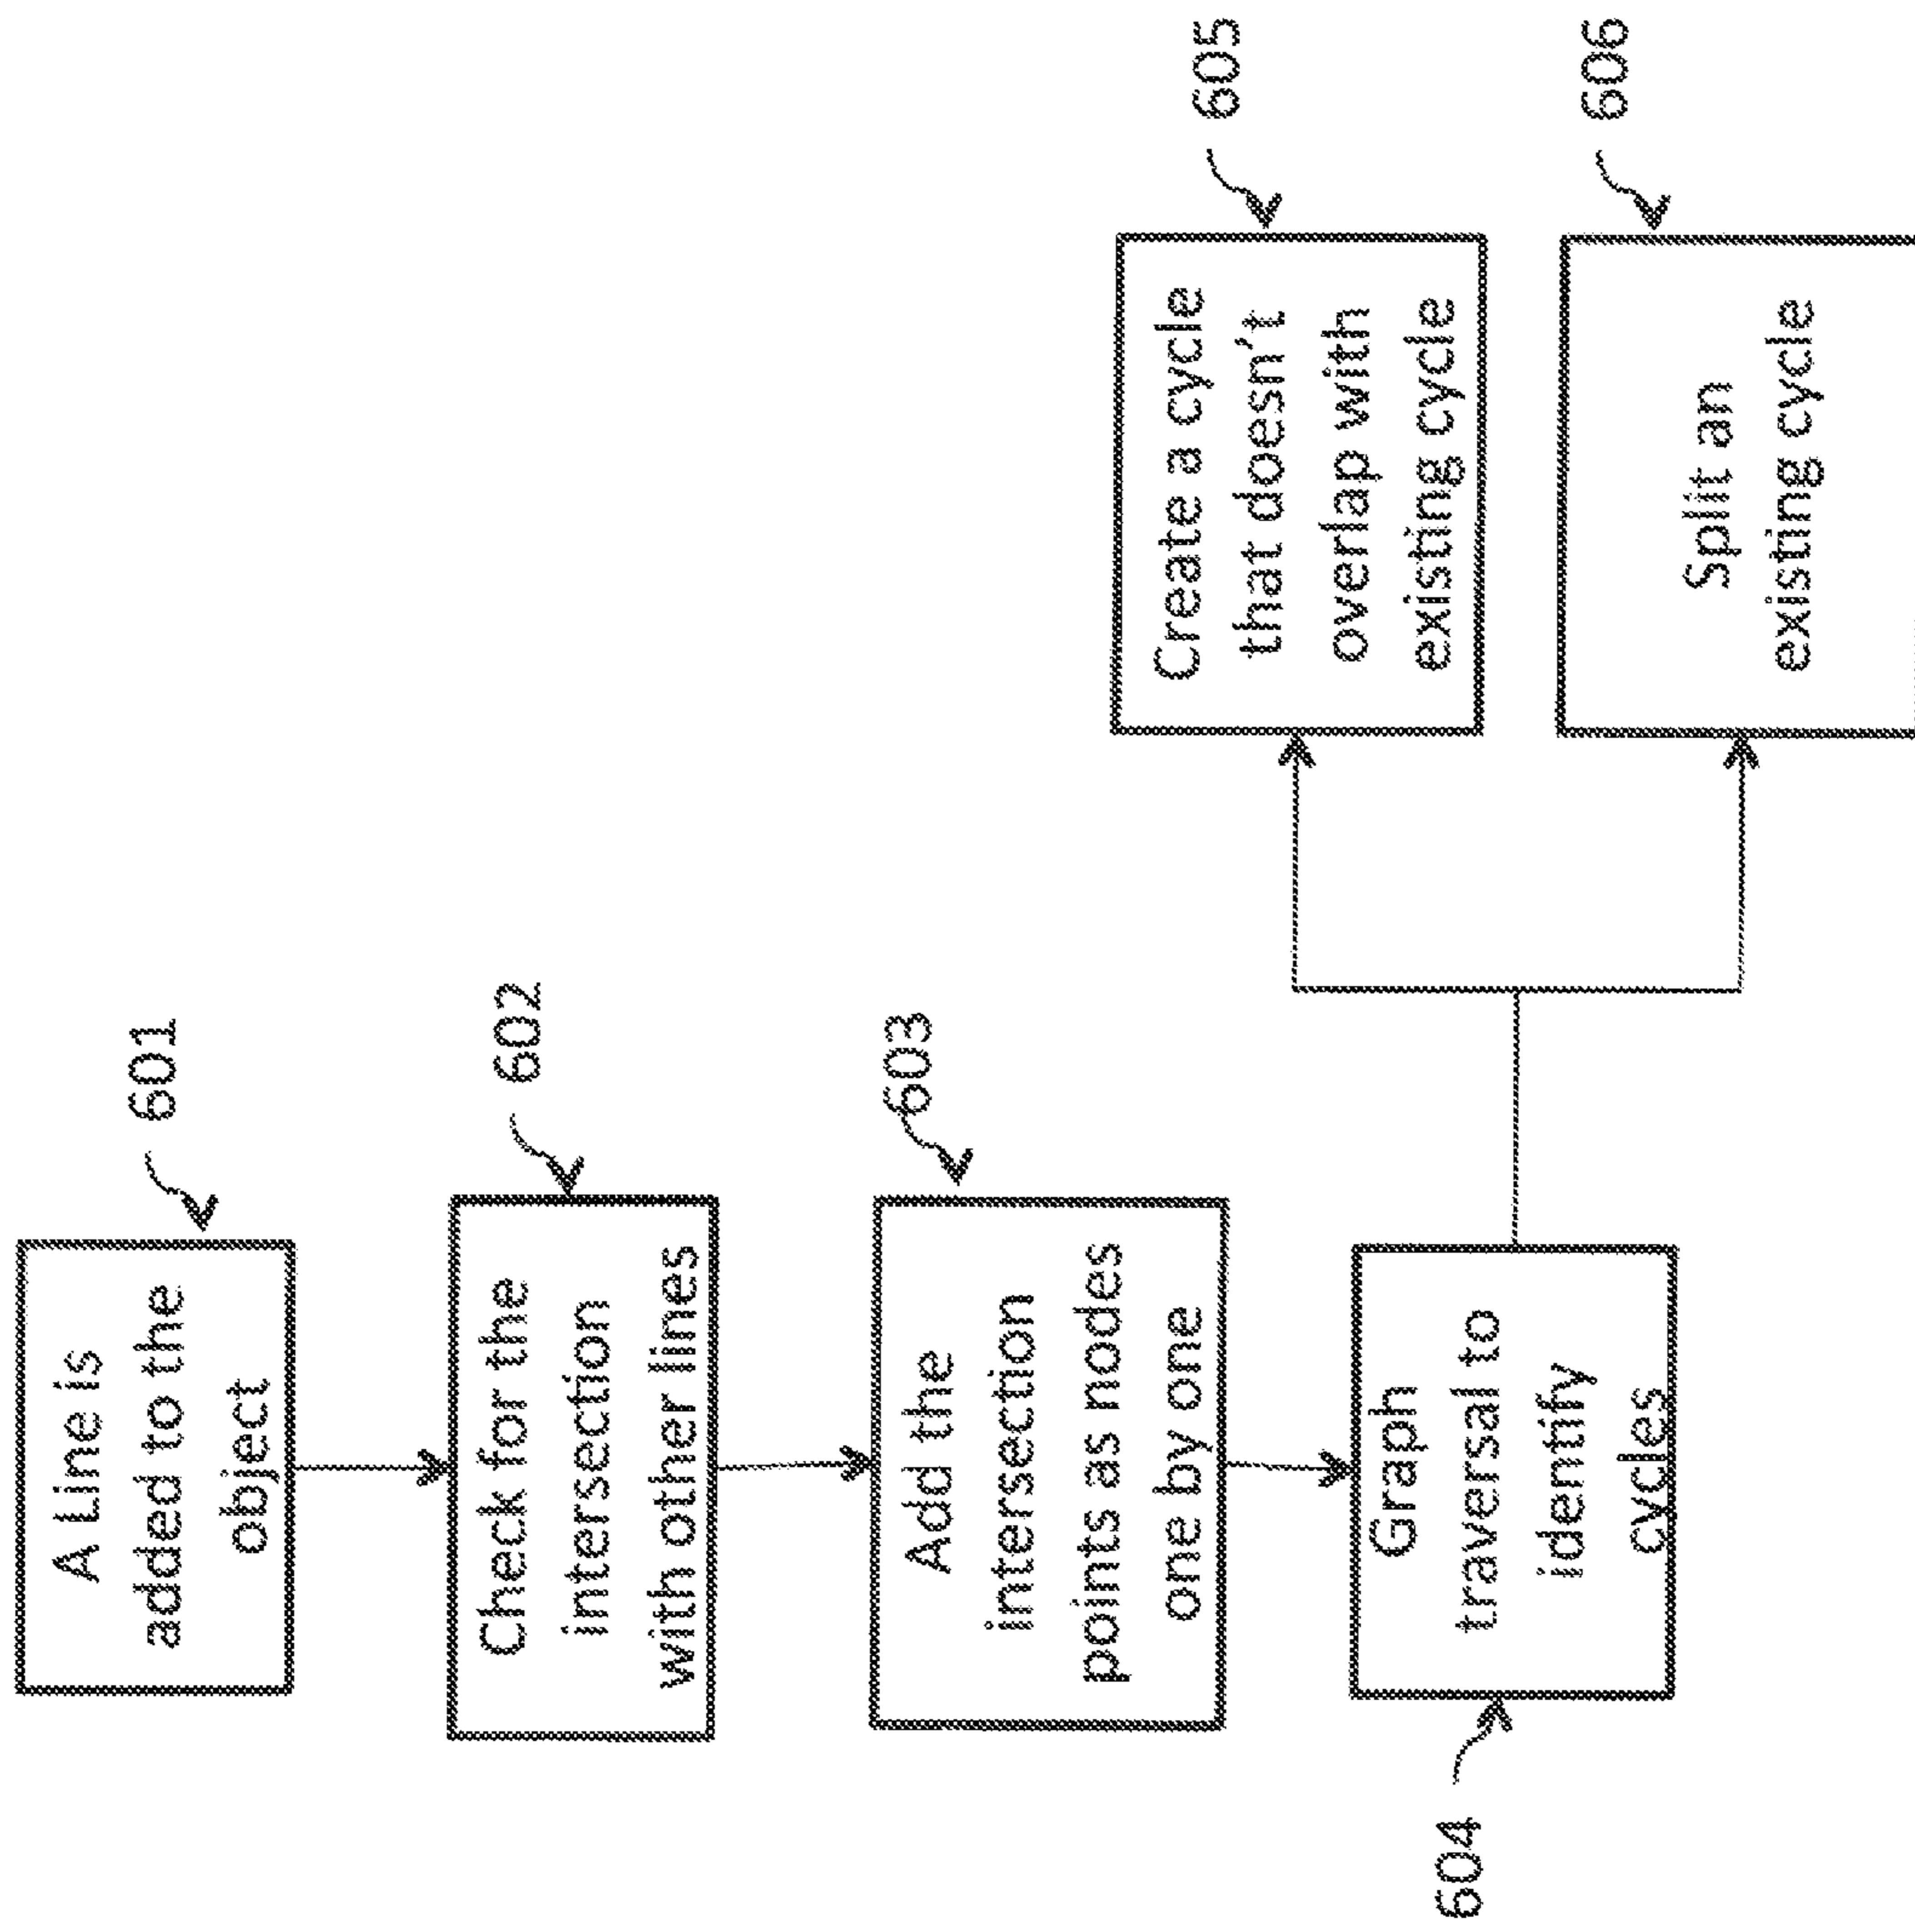 A Line is
added to the
object
601
Check for the
intersection
with other lines
602
Add the
intersection
points as nodes
one by one
603
Graph
traversal to
identify
cycles
604
Create a cycle
that doesn't
overlap with
existing cycle
605
Split an
existing cycle
606